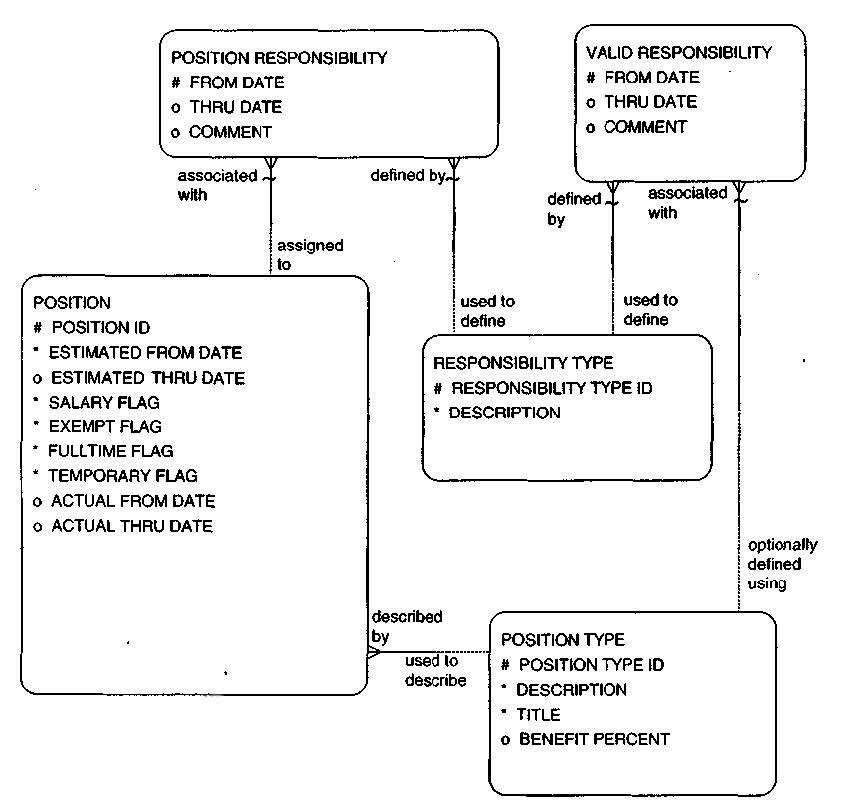 POSITION RESPONSIBILITY
# FROM DATE
o THRU DATE
o COMMENT
VALID RESPONSIBILITY
# FROM DATE
o THRU DATE
o COMMENT
associated
with
defined by
defined
by
associated
with
assigned
to
used to
define
used to
define
POSITION
# POSITION ID
* ESTIMATED FROM DATE
o ESTIMATED THRU DATE
* SALARY FLAG
* EXEMPT FLAG
* FULLTIME FLAG
* TEMPORARY FLAG
o ACTUAL FROM DATE
o ACTUAL THRU DATE
RESPONSIBILITY TYPE
# RESPONSIBILITY TYPE ID
* DESCRIPTION
optionally
defined
using
described
by
used to
describe
POSITION TYPE
# POSITION TYPE ID
* DESCRIPTION
* TITLE
o BENEFIT PERCENT